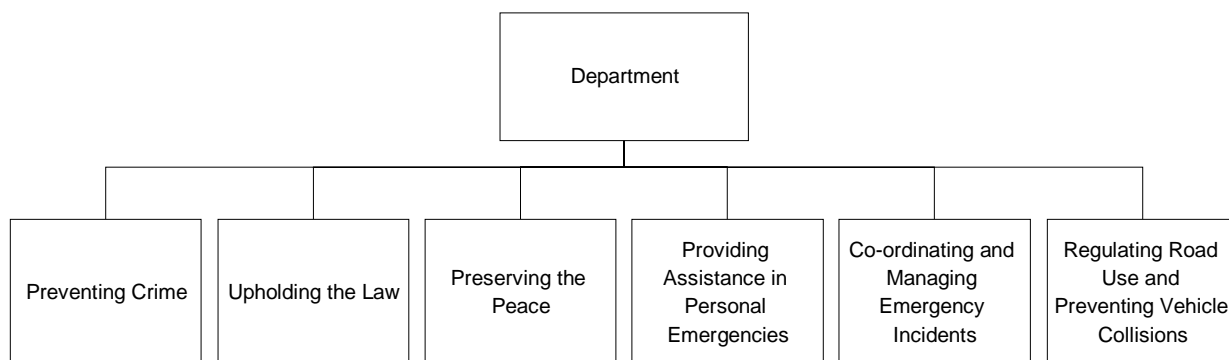 Department
Preventing Crime
Upholding the Law
Preserving the
Peace
Providing
Assistance in
Personal
Emergencies
Co-ordinating and
Managing
Emergency
Incidents
Regulating Road
Use and
Preventing Vehicle
Collisions